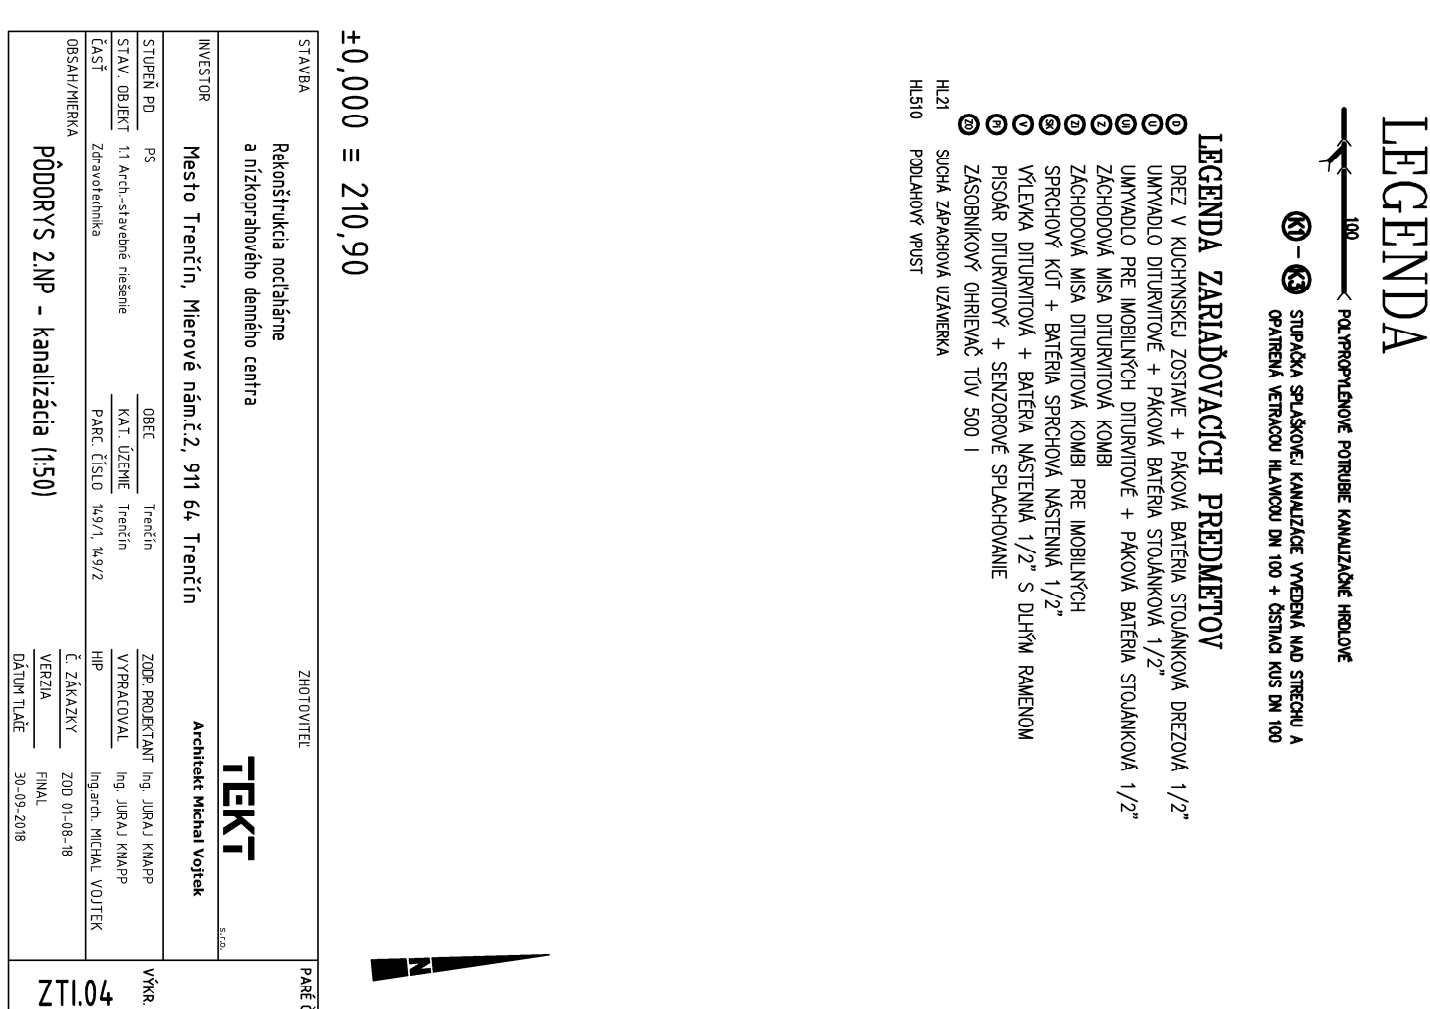 LEGENDA
100
POLYPROPYLÉNOVÉ POTRUBIE KANALIZAČNÉ HRDLOVÉ
K1 - K3 STUPAČKA SPLAŠKOVEJ KANALIZÁCIE VYVEDENÁ NAD STRECHU A
OPATRENÁ VETRACOU HLAVICOU DN 100 + ČISTIACI KUS DN 100
LEGENDA ZARIAĎOVACÍCH PREDMETOV
D DREZ V KUCHYNSKEJ ZOSTAVE + PÁKOVÁ BATÉRIA STOJÁNKOVÁ DREZOVÁ 1/2"
U UMYVADLO DITURVITOVÉ + PÁKOVÁ BATÉRIA STOJÁNKOVÁ 1/2"
Ui UMYVADLO PRE IMOBILNÝCH DITURVITOVÉ + PÁKOVÁ BATÉRIA STOJÁNKOVÁ 1/2"
Z ZÁCHODOVÁ MISA DITURVITOVÁ KOMBI
Zi ZÁCHODOVÁ MISA DITURVITOVÁ KOMBI PRE IMOBILNÝCH
SK SPRCHOVÝ KÚT + BATÉRIA SPRCHOVÁ NÁSTENNÁ 1/2"
V VÝLEVKA DITURVITOVÁ + BATÉRIA NÁSTENNÁ 1/2" S DLHÝM RAMENOM
Pi PISOÁR DITURVITOVÝ + SENZOROVÉ SPLACHOVANIE
ZO ZÁSOBNÍKOVÝ OHRIEVAČ TÚV 500 l
HL21 SUCHÁ ZÁPACHOVÁ UZÁVIERKA
HL510 PODLAHOVÝ VPUST
N
±0,000 = 210,90
STAVBA
Rekonštrukcia nocľahárne
a nízkoprahového denného centra
ZHOTOVITEĽ
TEKT
s.r.o.
PARÉ Č
INVESTOR
Mesto Trenčín, Mierové nám.č.2, 911 64 Trenčín
Architekt Michal Vojtek
STUPEŇ PD PS OBEC Trenčín ZODP. PROJEKTANT Ing. JURAJ KNAPP
STAV. OBJEKT 1.1 Arch.-stavebné riešenie KAT. ÚZEMIE Trenčín VYPRACOVAL Ing. JURAJ KNAPP
ČASŤ Zdravotechnika PARC. ČÍSLO 149/1, 149/2 HIP Ing.arch. MICHAL VOJTEK
OBSAH/MIERKA
PÔDORYS 2.NP - kanalizácia (1:50)
Č. ZÁKAZKY ZOD 01-08-18
VERZIA FINAL
DÁTUM TLAČE 30-09-2018
VÝKR.
ZTI.04